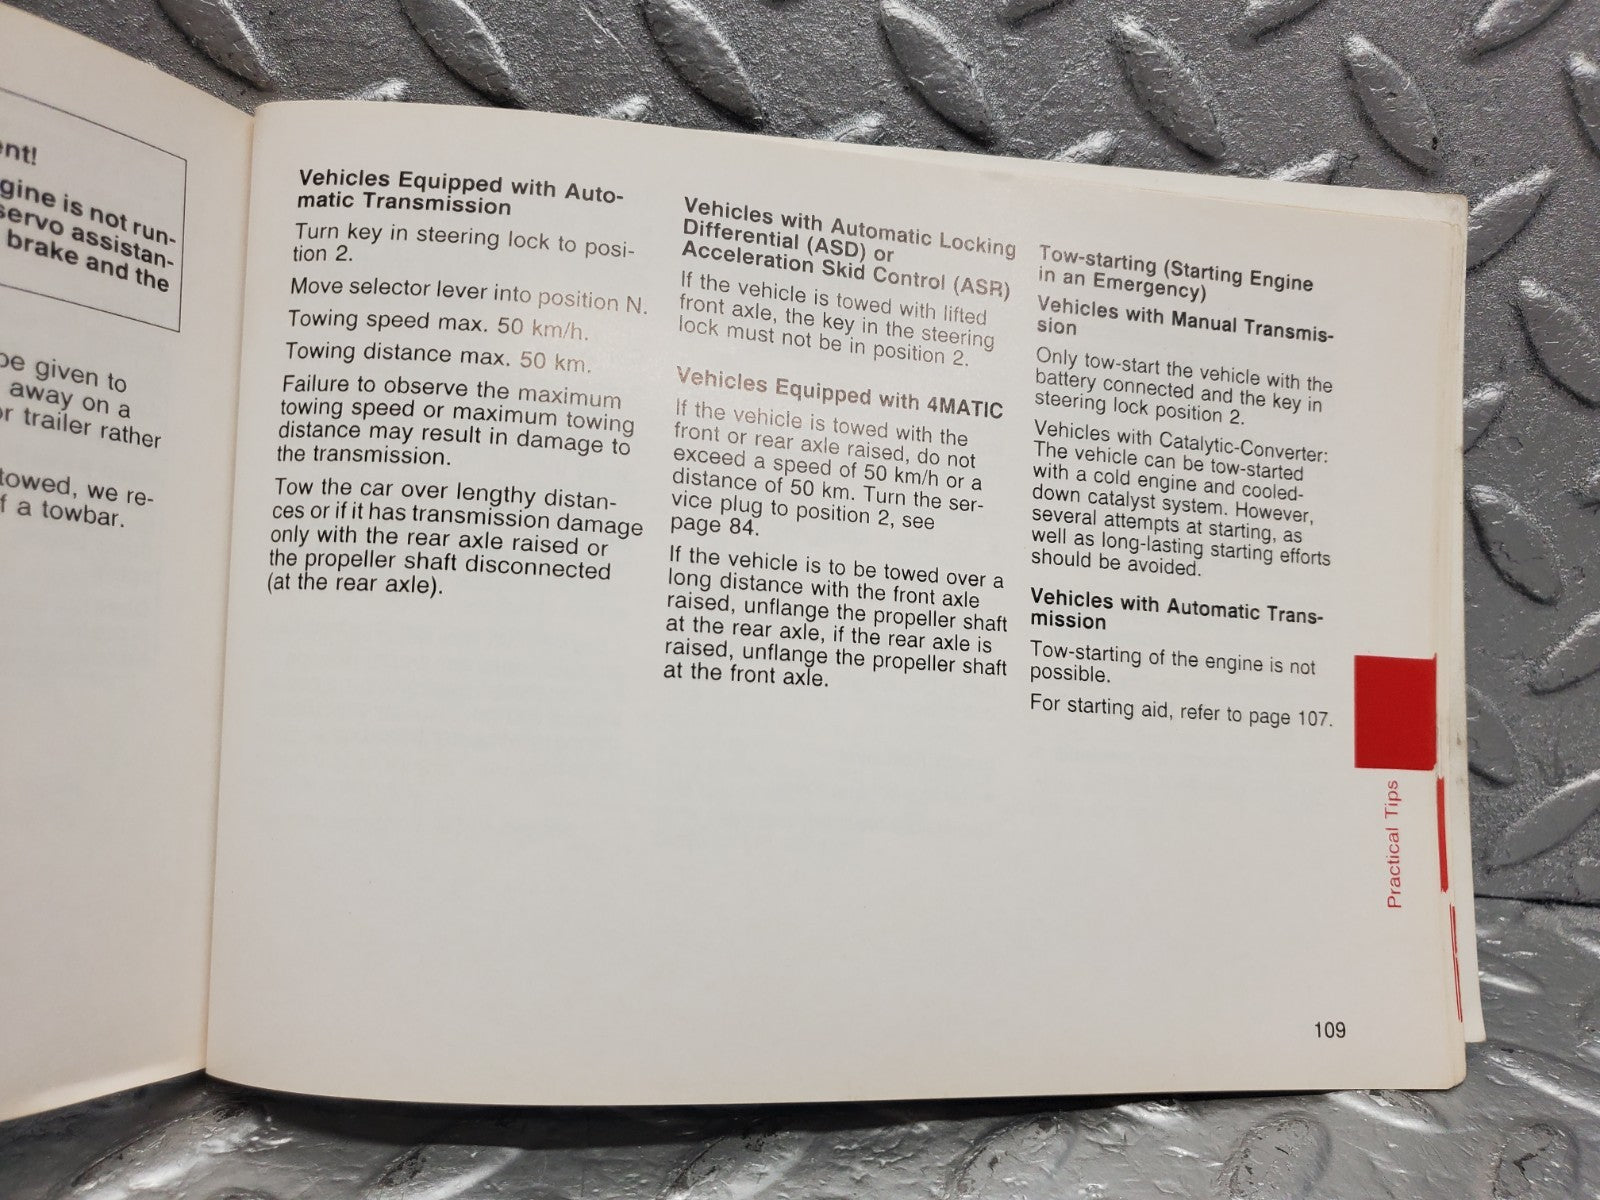 ent!
gine is not run-
servo assistan-
brake and the
be given to
away on a
or trailer rather
towed, we re-
f a towbar.
Vehicles Equipped with Auto-
matic Transmission
Turn key in steering lock to posi-
tion 2.
Move selector lever into position N.
Towing speed max. 50 km/h.
Towing distance max. 50 km.
Failure to observe the maximum
towing speed or maximum towing
distance may result in damage to
the transmission.
Tow the car over lengthy distan-
ces or if it has transmission damage
only with the rear axle raised or
the propeller shaft disconnected
(at the rear axle).
Vehicles with Automatic Locking
Differential (ASD) or
Acceleration Skid Control (ASR)
If the vehicle is towed with lifted
front axle, the key in the steering
lock must not be in position 2.
Vehicles Equipped with 4MATIC
If the vehicle is towed with the
front or rear axle raised, do not
exceed a speed of 50 km/h or a
distance of 50 km. Turn the ser-
vice plug to position 2, see
page 84.
If the vehicle is to be towed over a
long distance with the front axle
raised, unflange the propeller shaft
at the rear axle, if the rear axle is
raised, unflange the propeller shaft
at the front axle.
Tow-starting (Starting Engine
in an Emergency)
Vehicles with Manual Transmis-
sion
Only tow-start the vehicle with the
battery connected and the key in
steering lock position 2.
Vehicles with Catalytic-Converter:
The vehicle can be tow-started
with a cold engine and cooled-
down catalyst system. However,
several attempts at starting, as
well as long-lasting starting efforts
should be avoided.
Vehicles with Automatic Trans-
mission
Tow-starting of the engine is not
possible.
For starting aid, refer to page 107.
Practical Tips
109